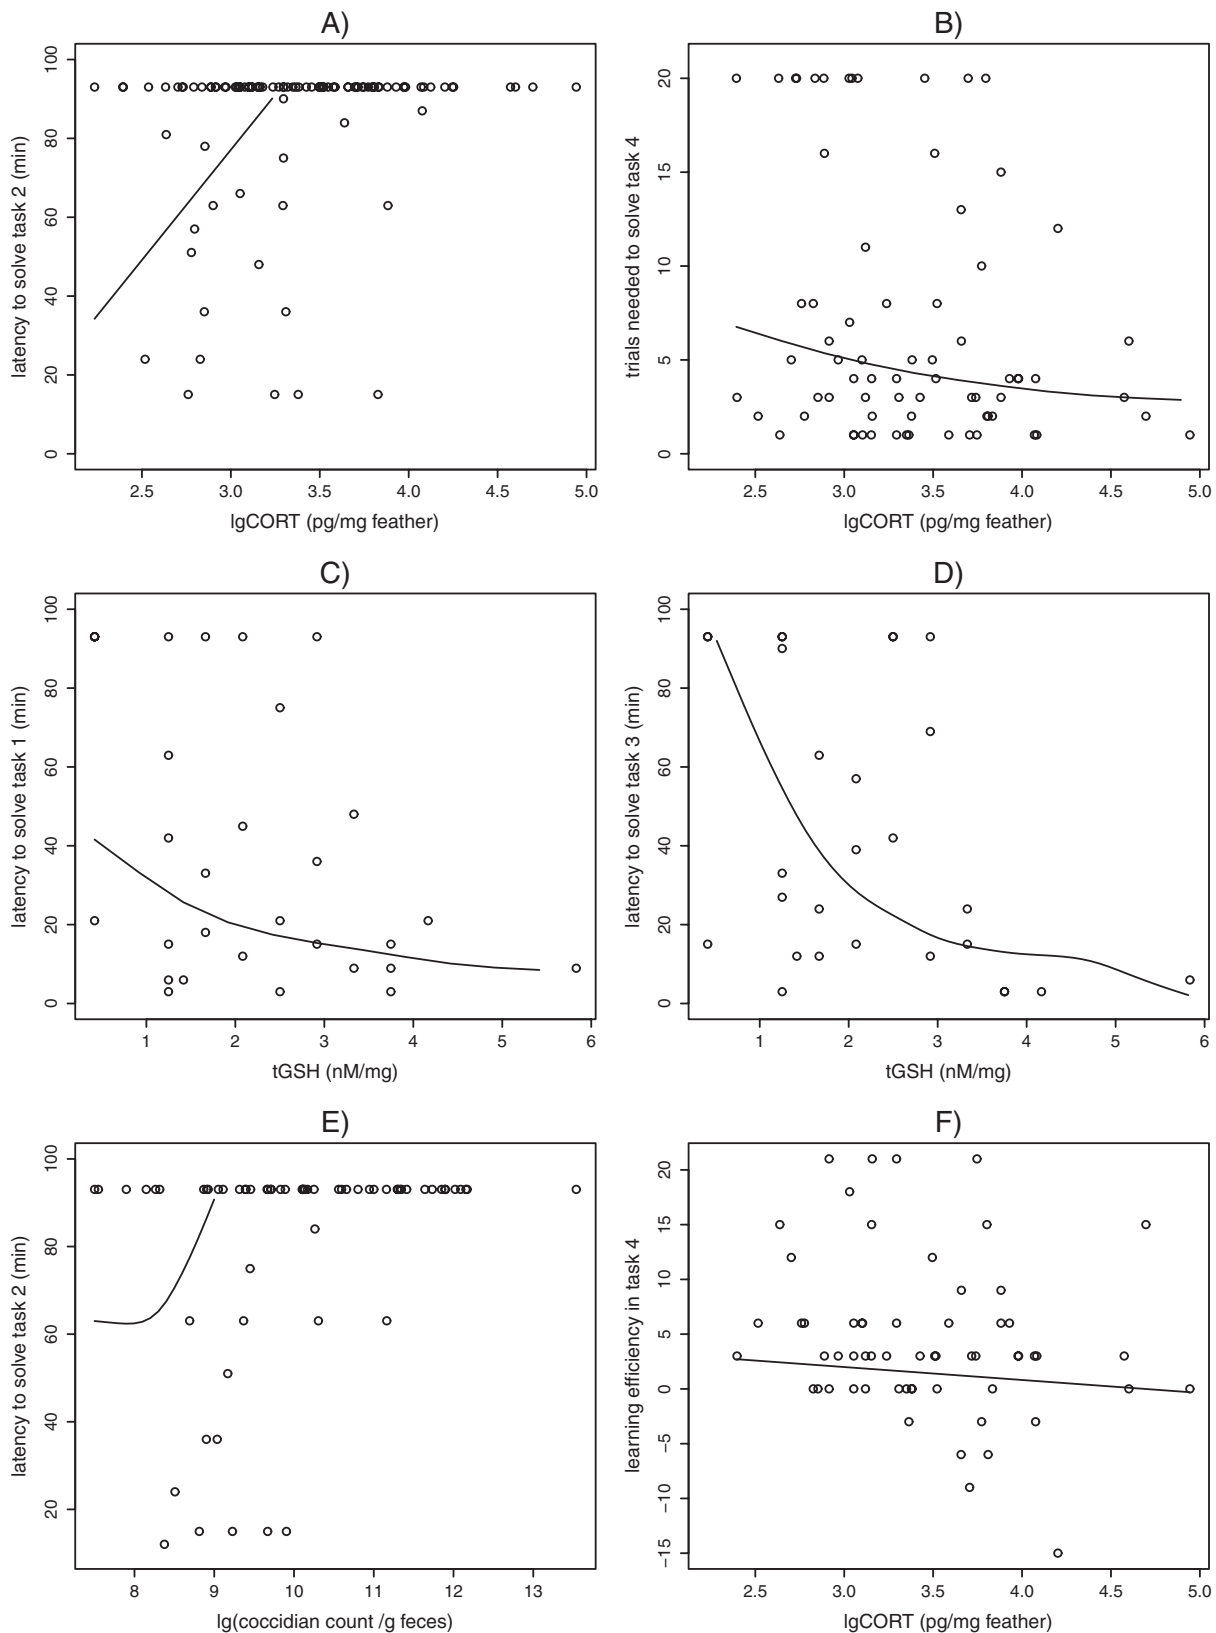 A)
latency to solve task 2 (min)
0 20 40 60 80 100
2.5 3.0 3.5 4.0 4.5 5.0
lgCORT (pg/mg feather)
B)
trials needed to solve task 4
0 5 10 15 20
2.5 3.0 3.5 4.0 4.5 5.0
lgCORT (pg/mg feather)
C)
latency to solve task 1 (min)
0 20 40 60 80 100
1 2 3 4 5 6
tGSH (nM/mg)
D)
latency to solve task 3 (min)
0 20 40 60 80 100
1 2 3 4 5 6
tGSH (nM/mg)
E)
latency to solve task 2 (min)
20 40 60 80 100
8 9 10 11 12 13
lg(coccidian count /g feces)
F)
learning efficiency in task 4
−15 −10 −5 0 5 10 15 20
2.5 3.0 3.5 4.0 4.5 5.0
lgCORT (pg/mg feather)